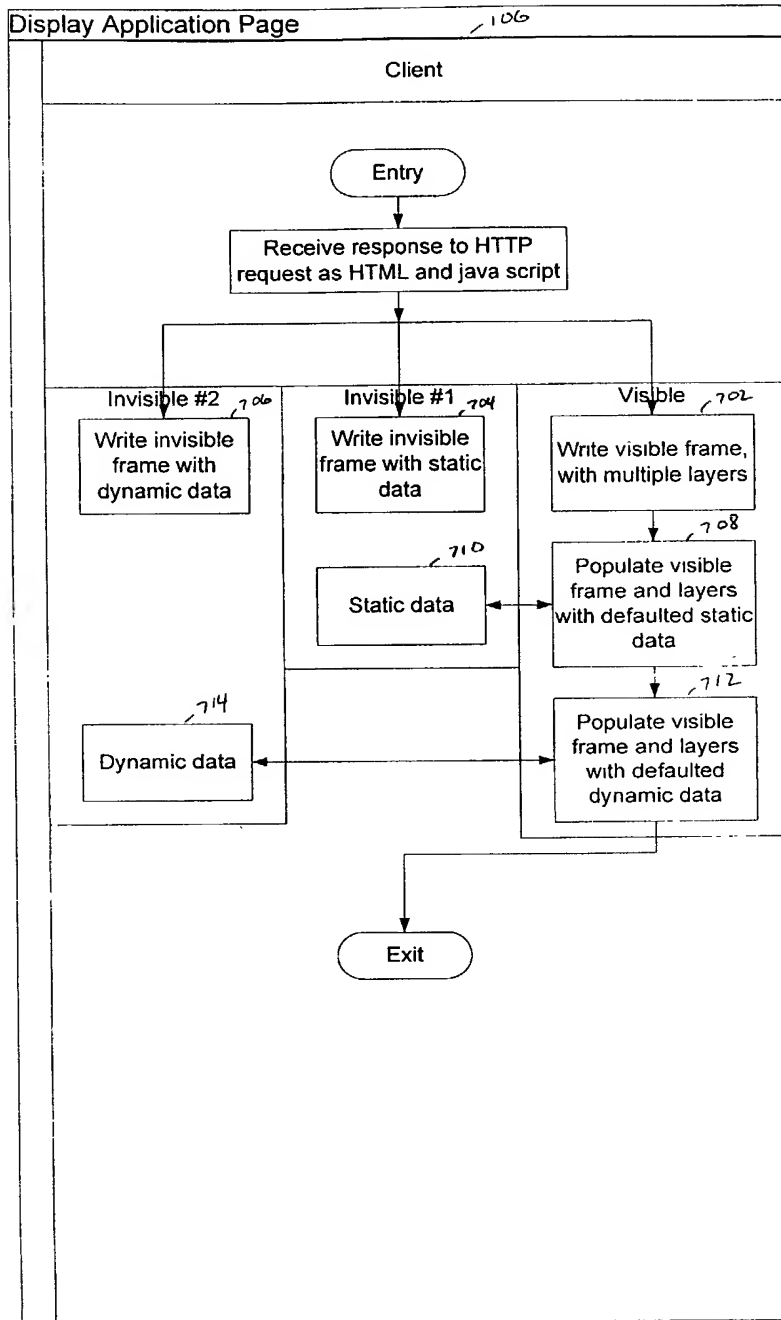 Display Application Page
106
Client
Entry
Receive response to HTTP
request as HTML and java script
Invisible #2
706
Write invisible
frame with
dynamic data
Invisible #1
704
Write invisible
frame with static
data
Visible
702
Write visible frame,
with multiple layers
708
Populate visible
frame and layers
with defaulted static
data
710
Static data
712
Populate visible
frame and layers
with defaulted
dynamic data
714
Dynamic data
Exit